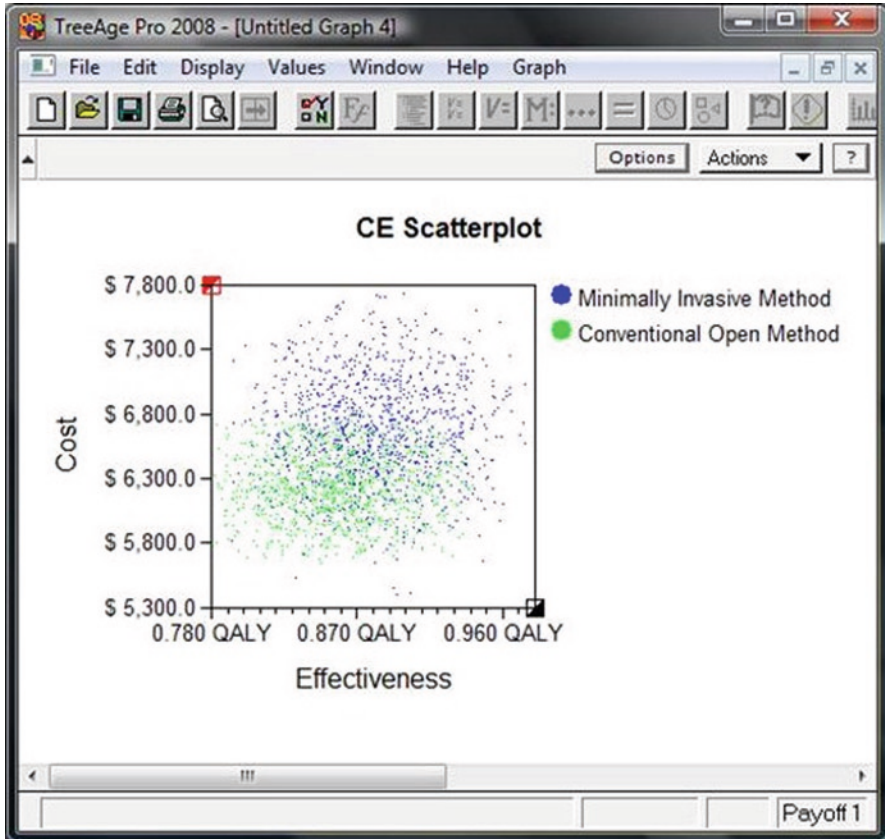 TreeAge Pro 2008 - [Untitled Graph 4]
File Edit Display Values Window Help Graph
Options Actions ?
CE Scatterplot
$ 7,800.0
$ 7,300.0
$ 6,800.0
$ 6,300.0
$ 5,800.0
$ 5,300.0
Cost
0.780 QALY 0.870 QALY 0.960 QALY
Effectiveness
Minimally Invasive Method
Conventional Open Method
Payoff 1